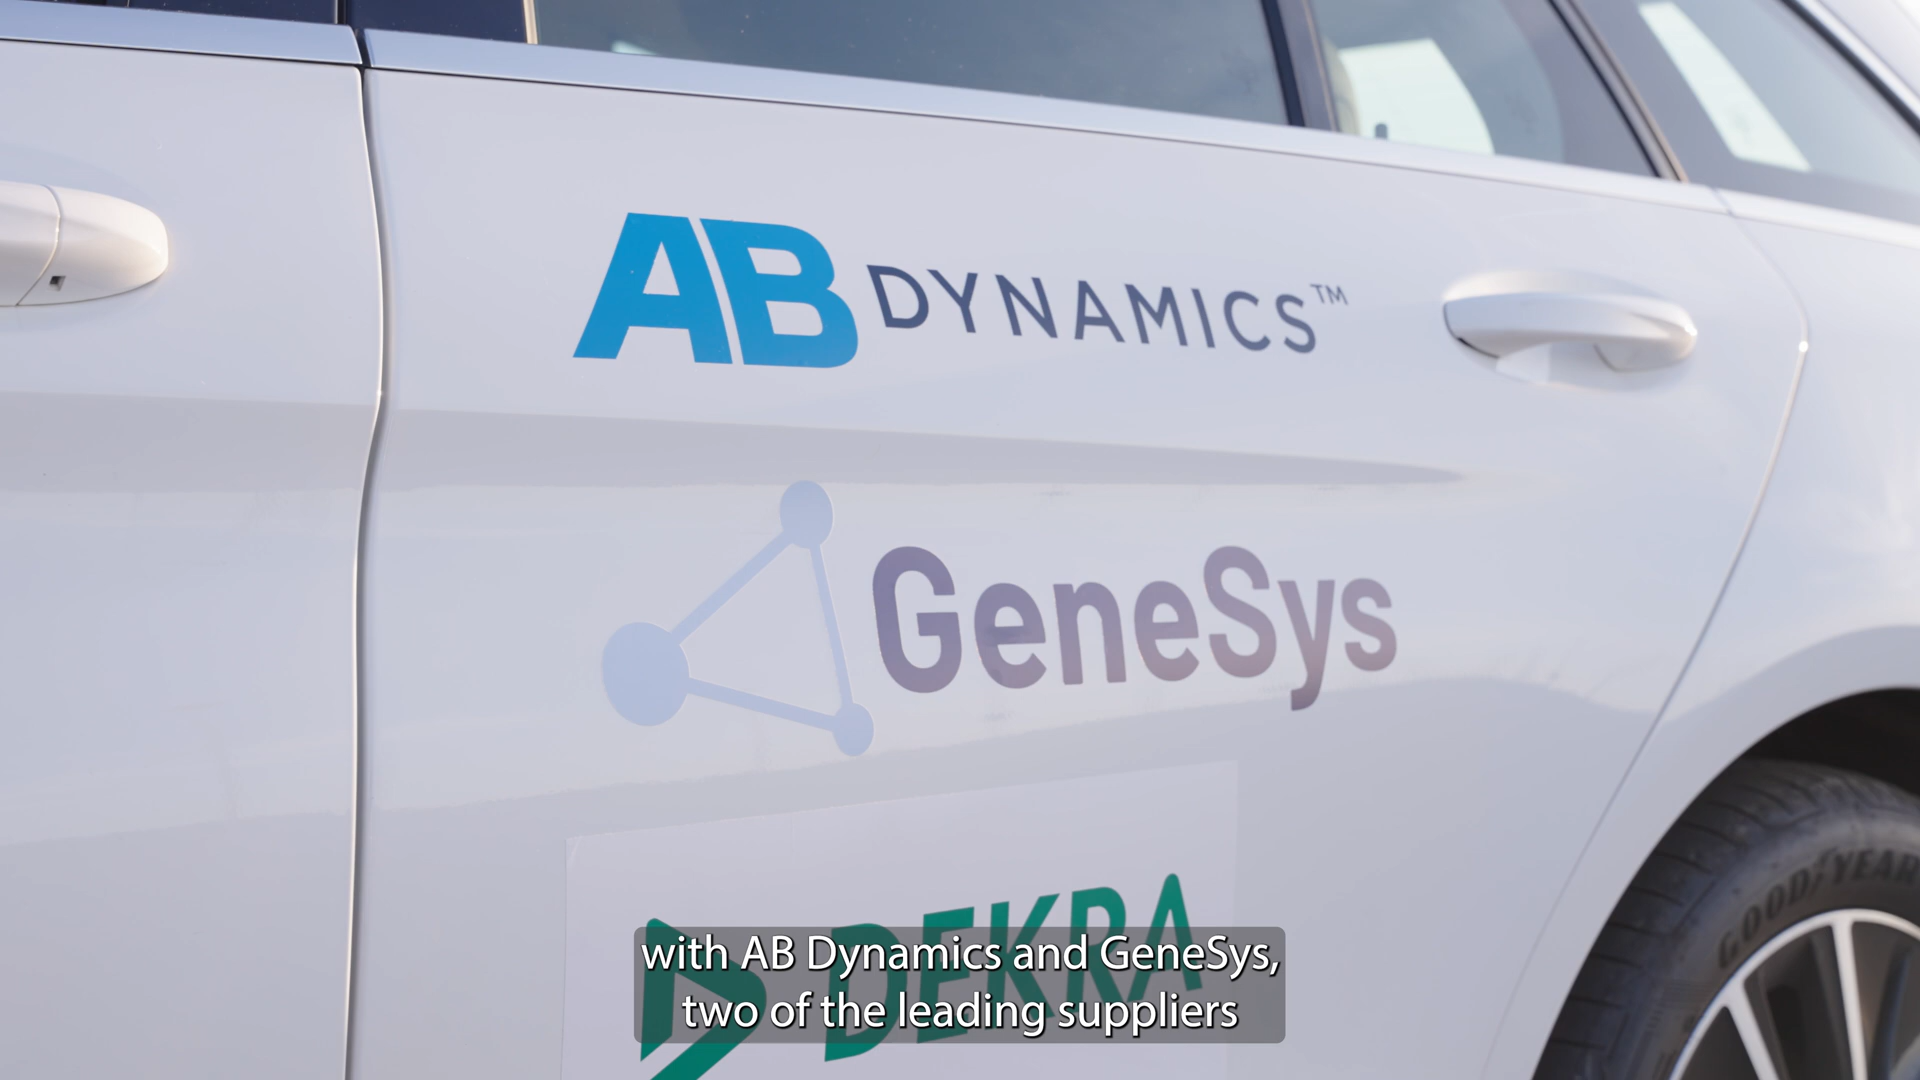 AB DYNAMICS™
GeneSys
DEKRA
GOODYEAR
with AB Dynamics and GeneSys,
two of the leading suppliers